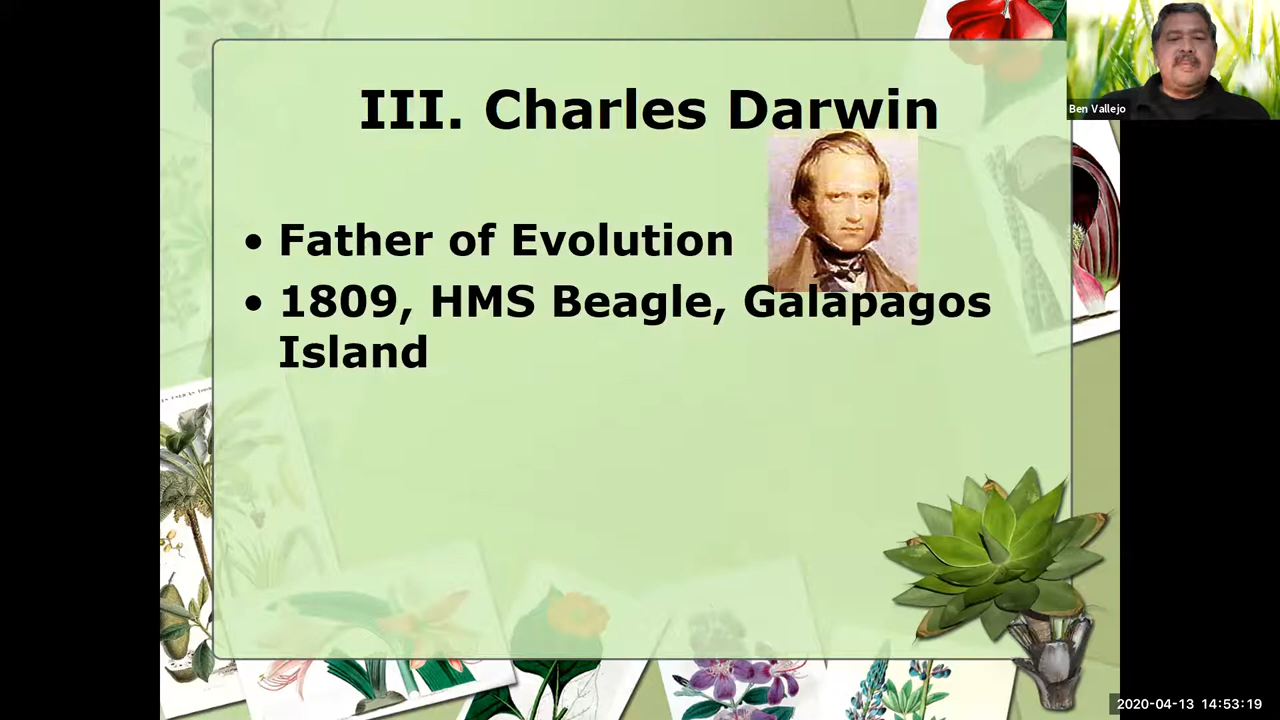 III. Charles Darwin
• Father of Evolution
• 1809, HMS Beagle, Galapagos
Island
Ben Vallejo
2020-04-13 14:53:19